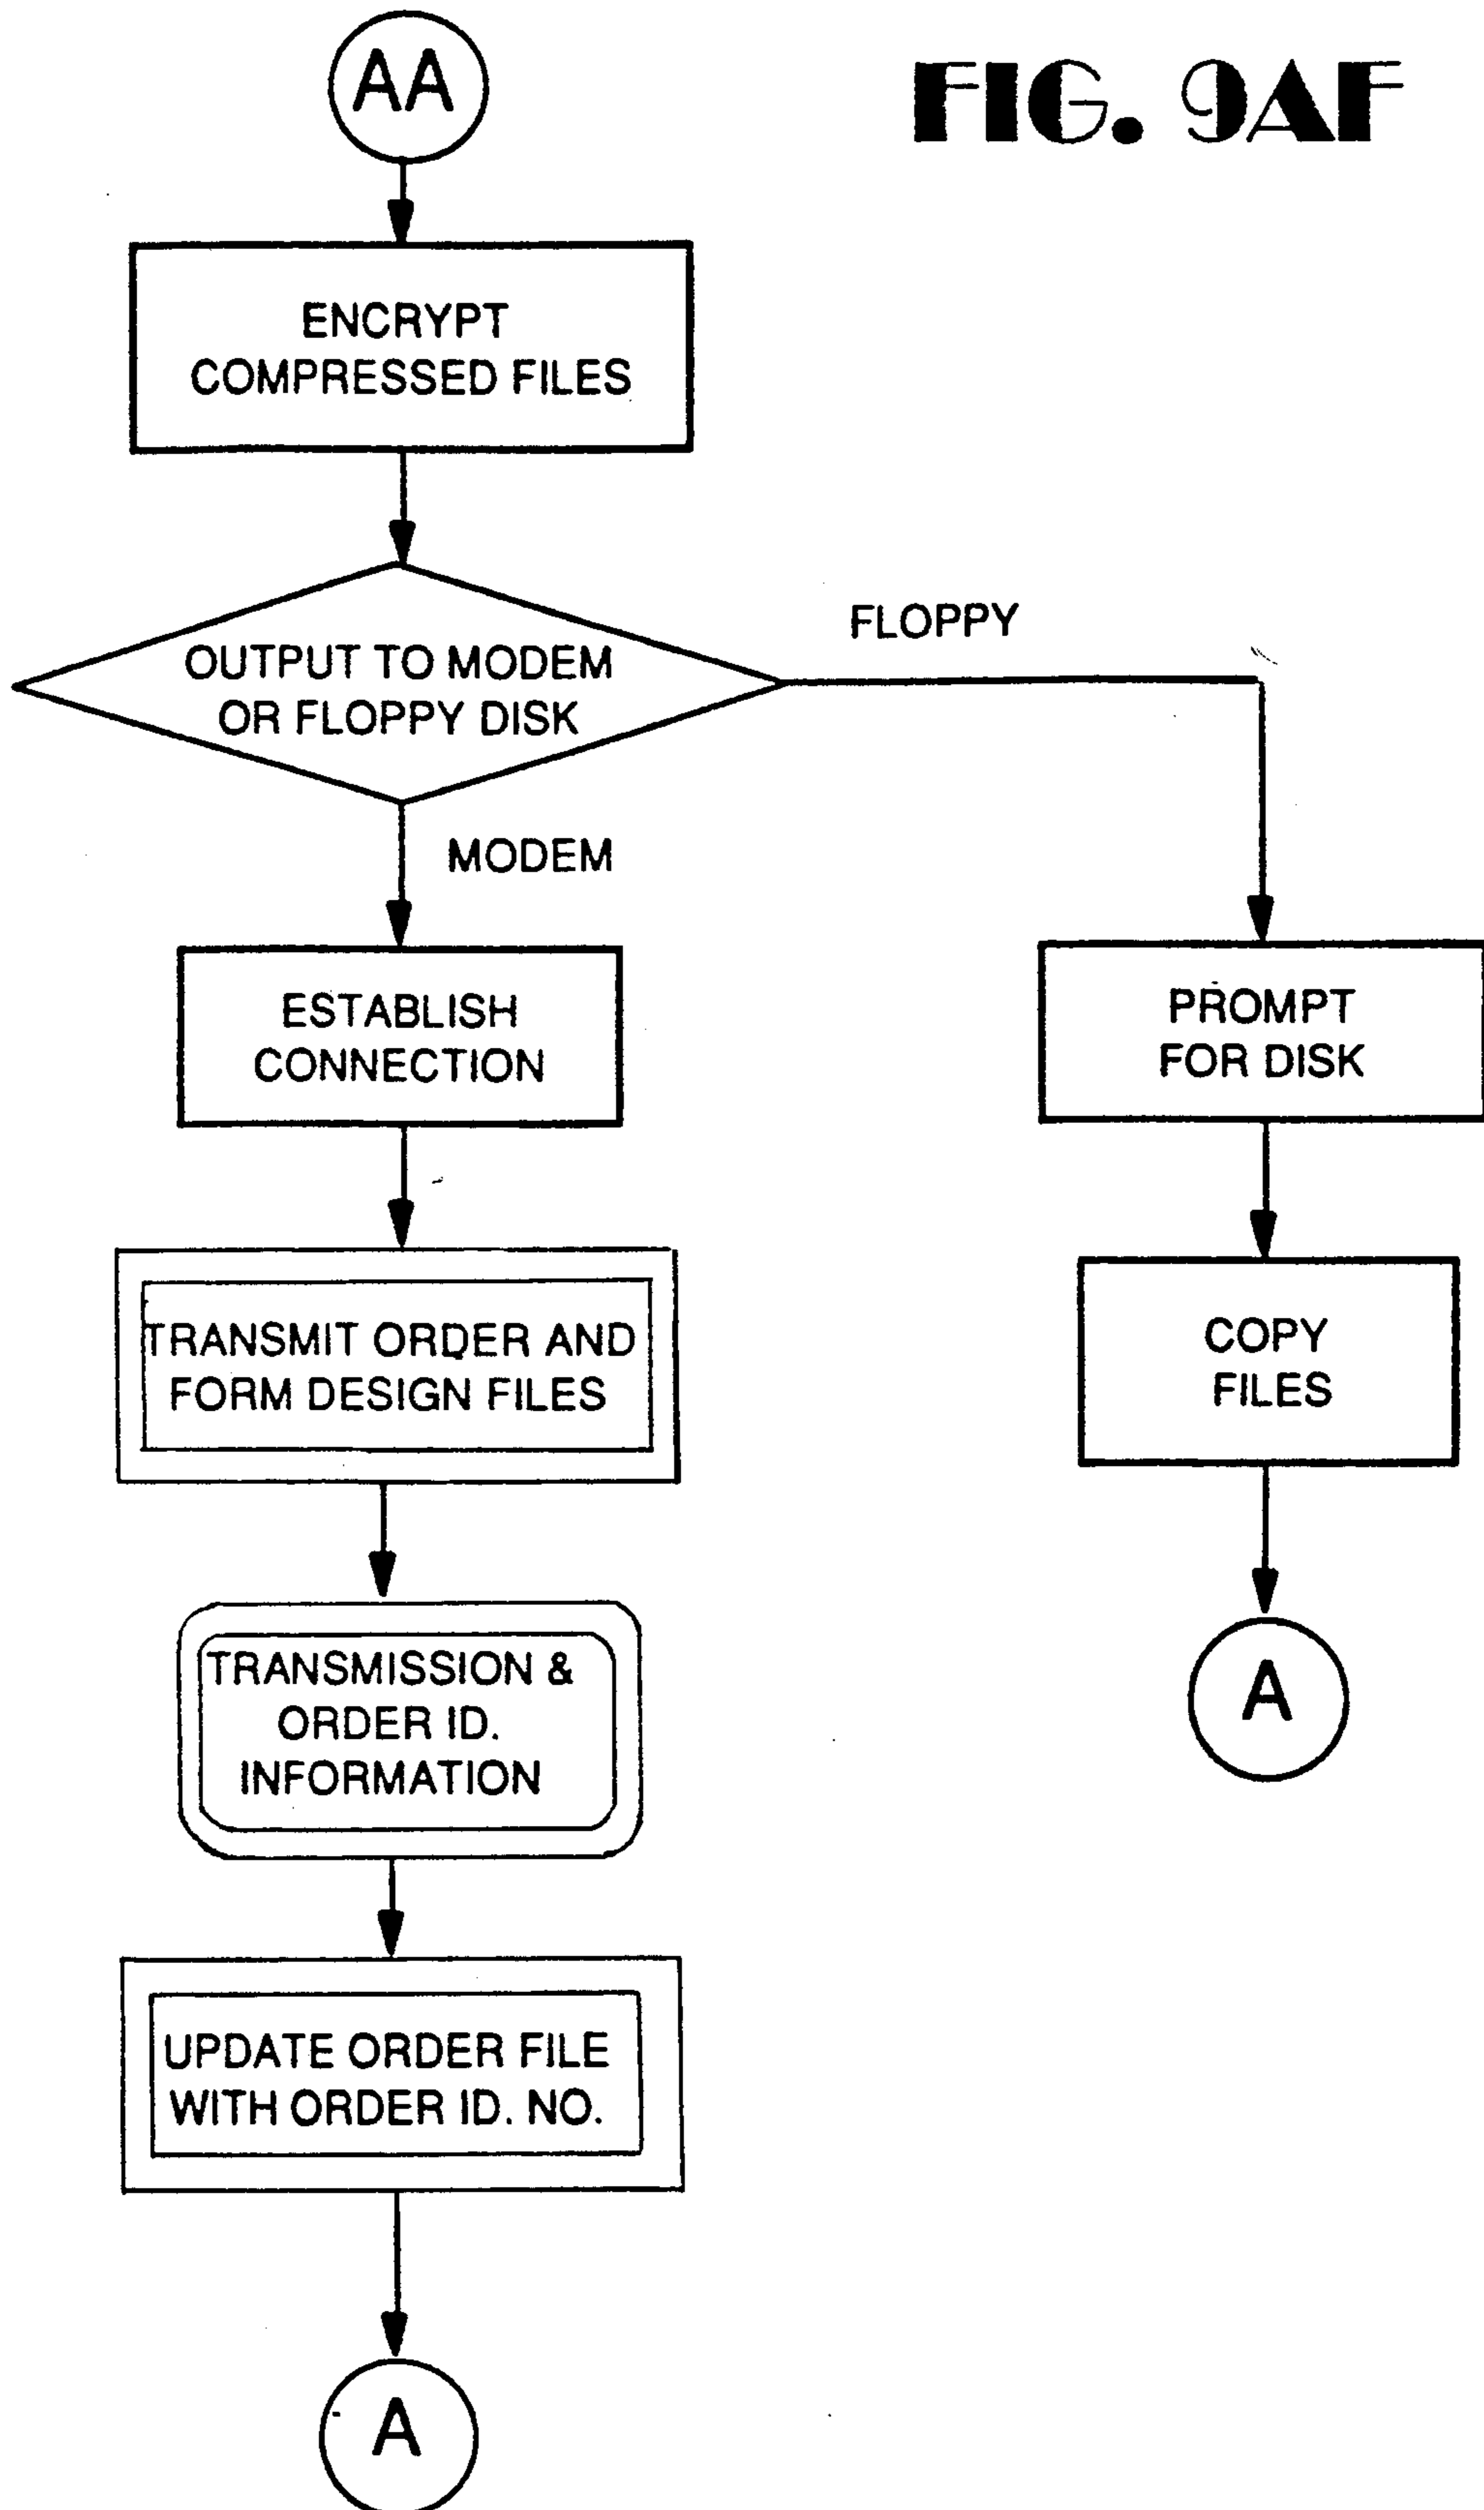 AA
FIG. 9AF
ENCRYPT
COMPRESSED FILES
OUTPUT TO MODEM
OR FLOPPY DISK
FLOPPY
MODEM
ESTABLISH
CONNECTION
TRANSMIT ORDER AND
FORM DESIGN FILES
TRANSMISSION &
ORDER ID.
INFORMATION
UPDATE ORDER FILE
WITH ORDER ID. NO.
A
PROMPT
FOR DISK
COPY
FILES
A